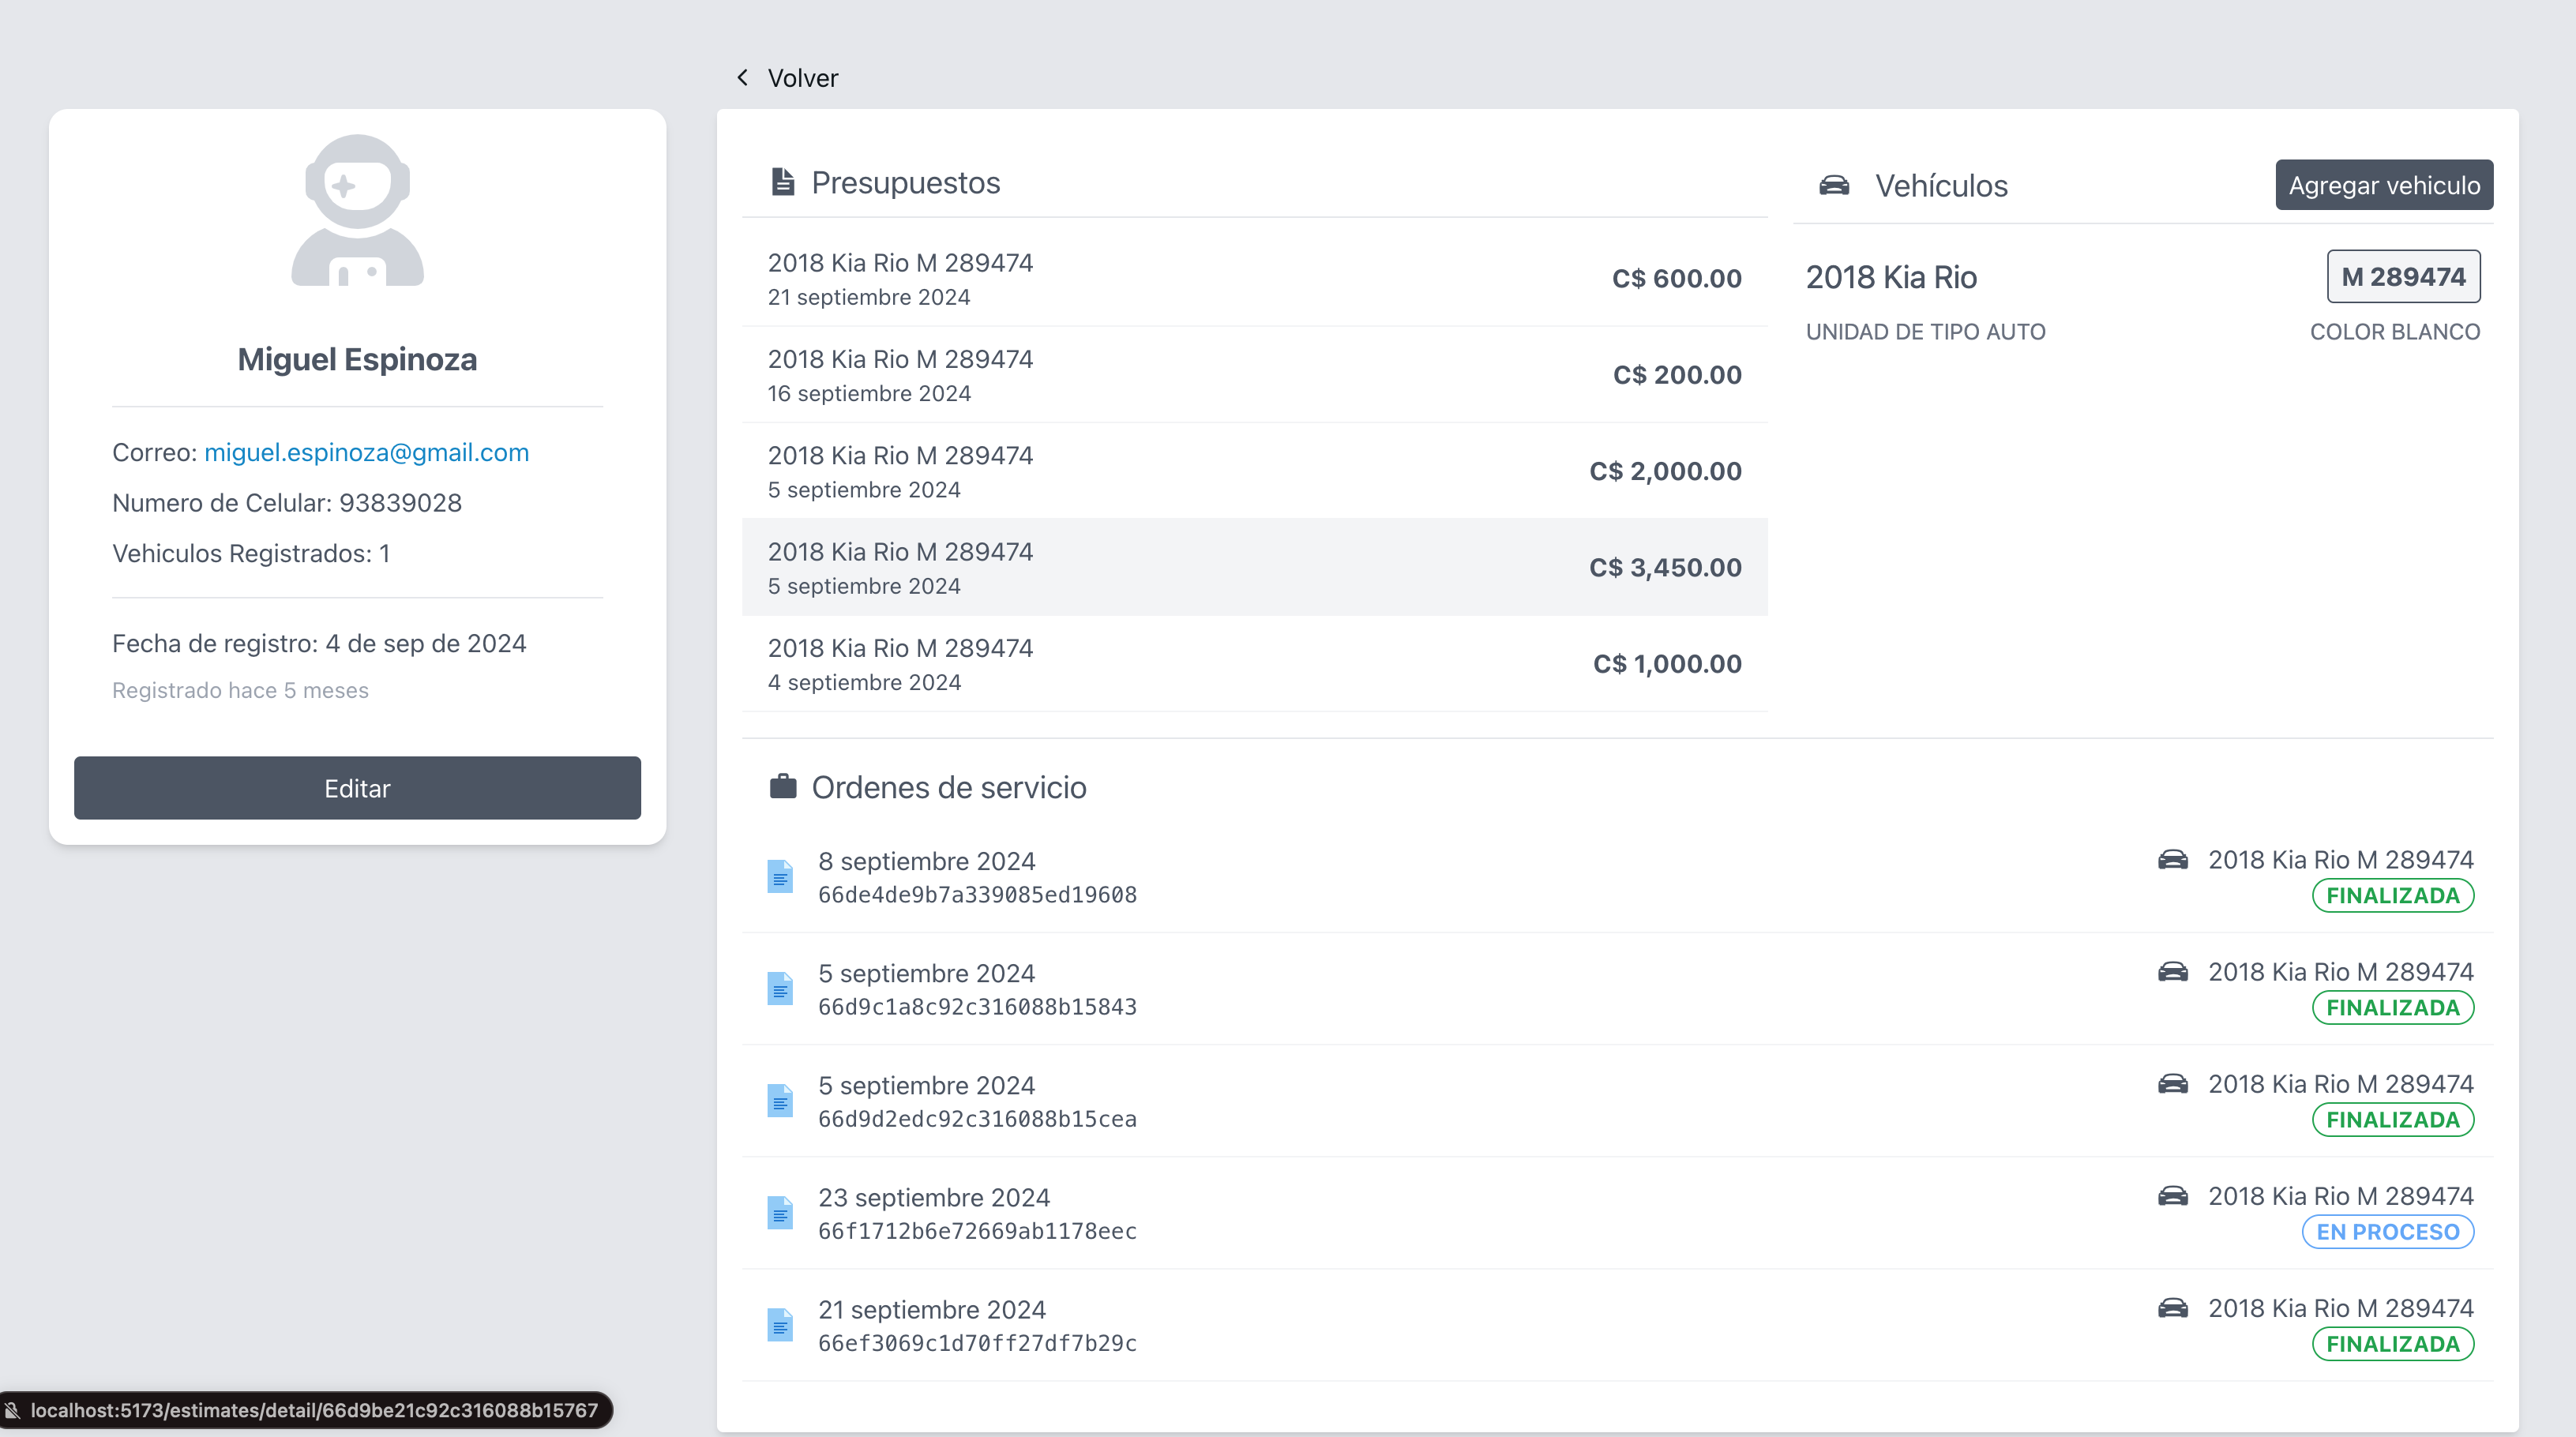 Volver
Miguel Espinoza
Correo: miguel.espinoza@gmail.com
Numero de Celular: 93839028
Vehiculos Registrados: 1
Fecha de registro: 4 de sep de 2024
Registrado hace 5 meses
Editar
Presupuestos
2018 Kia Rio M 289474
21 septiembre 2024
C$ 600.00
2018 Kia Rio M 289474
16 septiembre 2024
C$ 200.00
2018 Kia Rio M 289474
5 septiembre 2024
C$ 2,000.00
2018 Kia Rio M 289474
5 septiembre 2024
C$ 3,450.00
2018 Kia Rio M 289474
4 septiembre 2024
C$ 1,000.00
Vehículos
Agregar vehiculo
2018 Kia Rio
M 289474
UNIDAD DE TIPO AUTO
COLOR BLANCO
Ordenes de servicio
8 septiembre 2024
66de4de9b7a339085ed19608
2018 Kia Rio M 289474
FINALIZADA
5 septiembre 2024
66d9c1a8c92c316088b15843
2018 Kia Rio M 289474
FINALIZADA
5 septiembre 2024
66d9d2edc92c316088b15cea
2018 Kia Rio M 289474
FINALIZADA
23 septiembre 2024
66f1712b6e72669ab1178eec
2018 Kia Rio M 289474
EN PROCESO
21 septiembre 2024
66ef3069c1d70ff27df7b29c
2018 Kia Rio M 289474
FINALIZADA
localhost:5173/estimates/detail/66d9be21c92c316088b15767